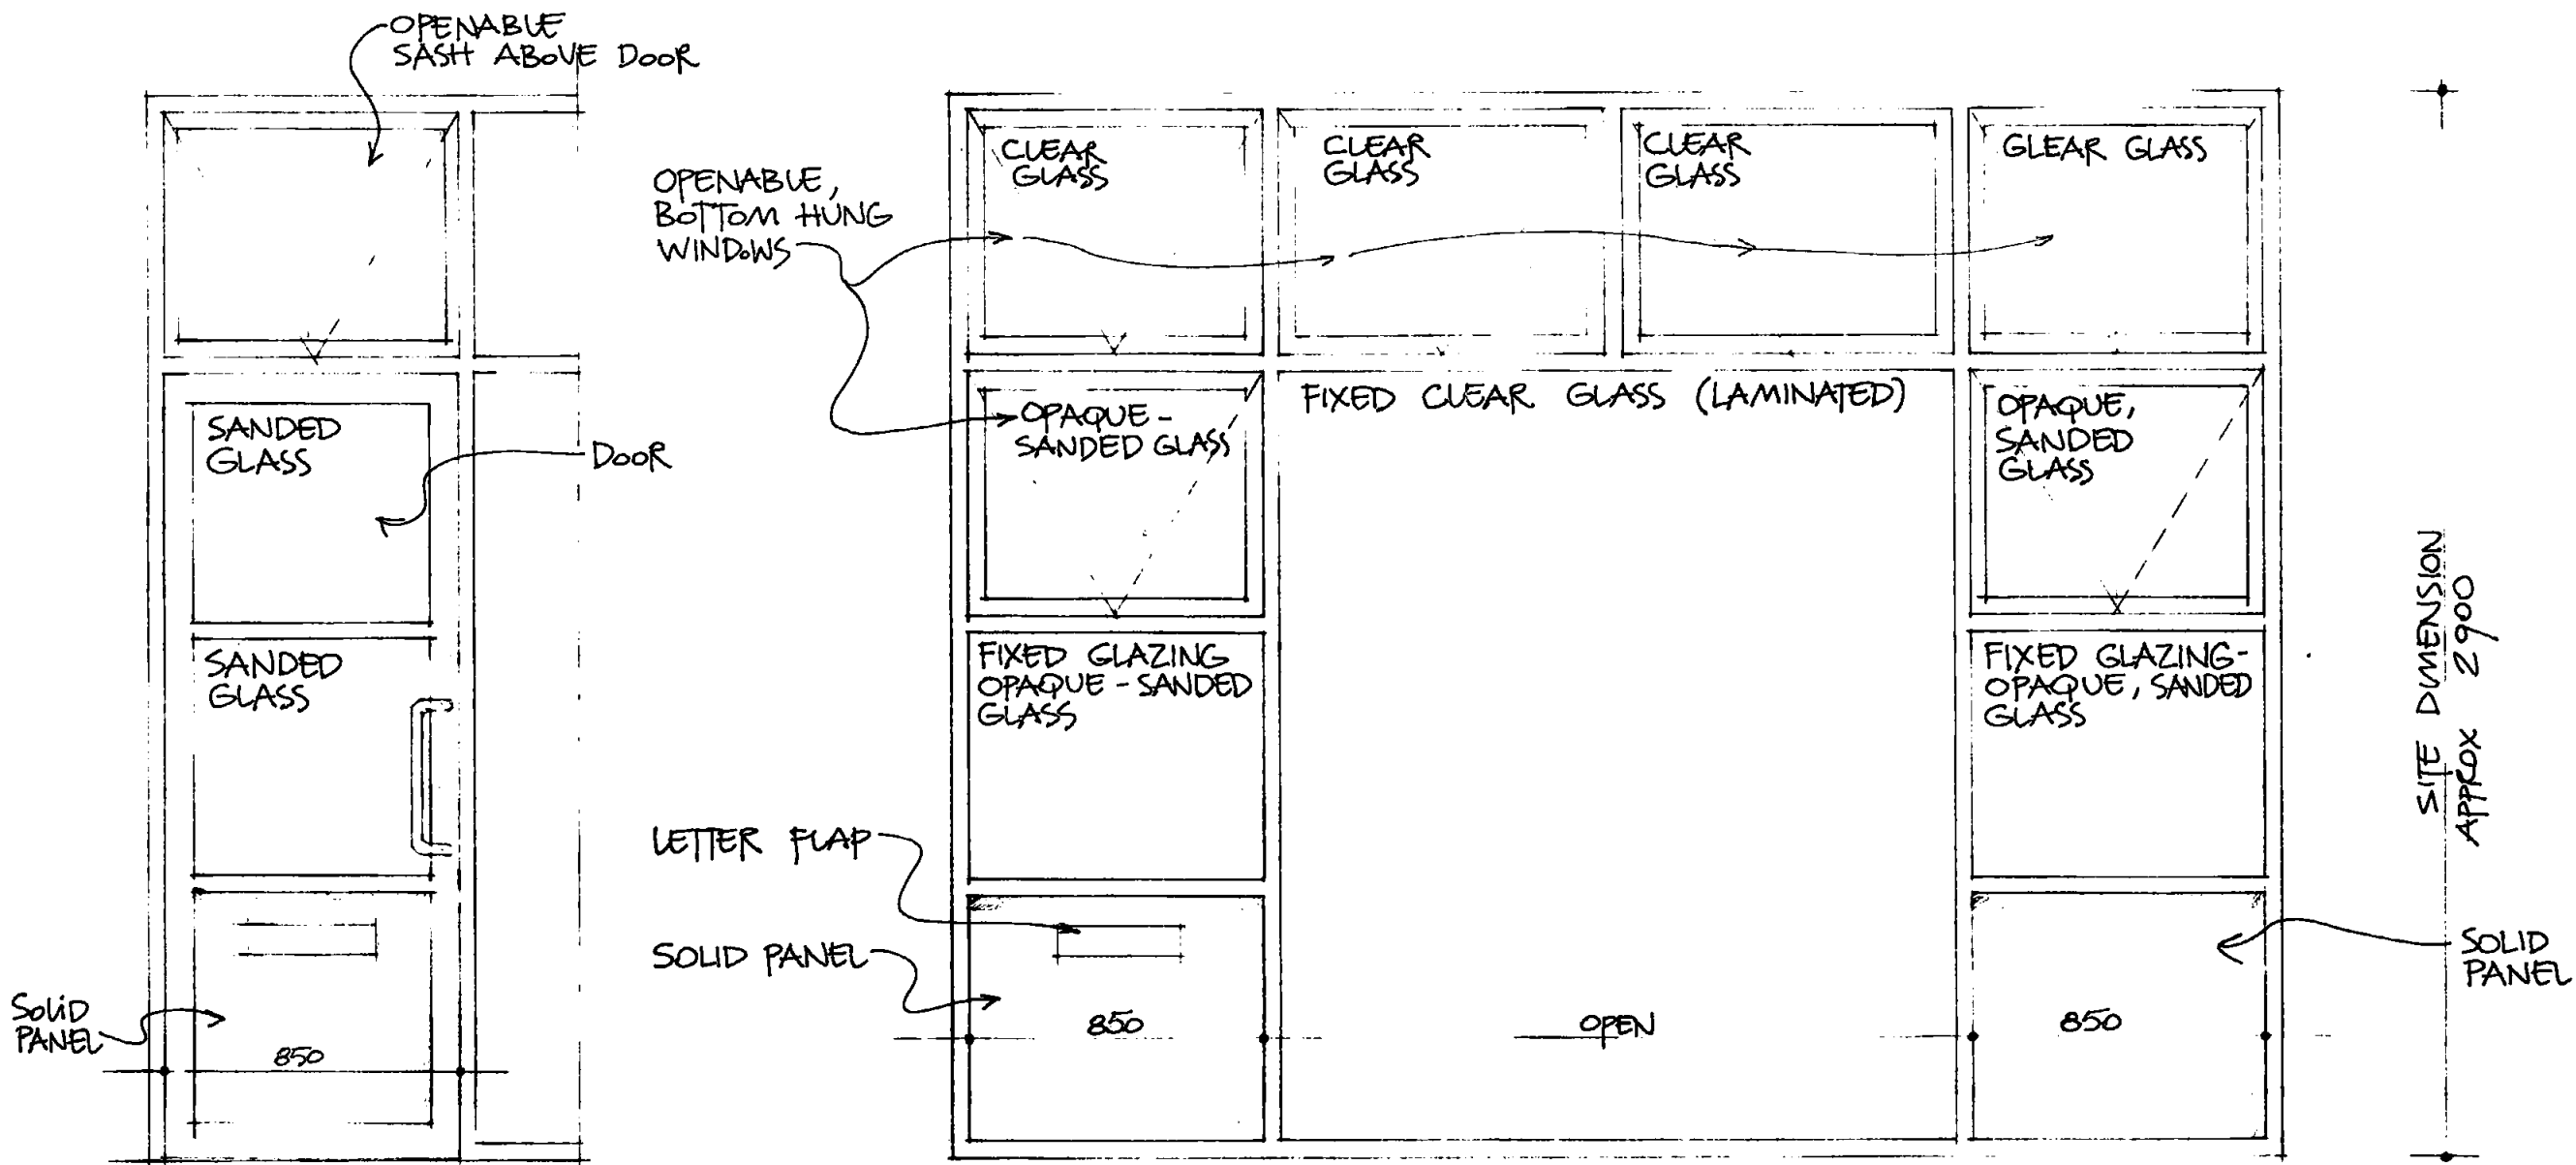 OPENABLE
SASH ABOVE DOOR
SANDED
GLASS
DOOR
SANDED
GLASS
SOLID
PANEL
850
OPENABLE,
BOTTOM HUNG
WINDOWS
CLEAR
GLASS
CLEAR
GLASS
CLEAR
GLASS
GLEAR GLASS
OPAQUE -
SANDED GLASS
FIXED CLEAR GLASS (LAMINATED)
OPAQUE,
SANDED
GLASS
FIXED GLAZING
OPAQUE - SANDED
GLASS
FIXED GLAZING-
OPAQUE, SANDED
GLASS
LETTER FLAP
SOLID PANEL
850
OPEN
850
SOLID
PANEL
SITE DIMENSION
APPROX 2900